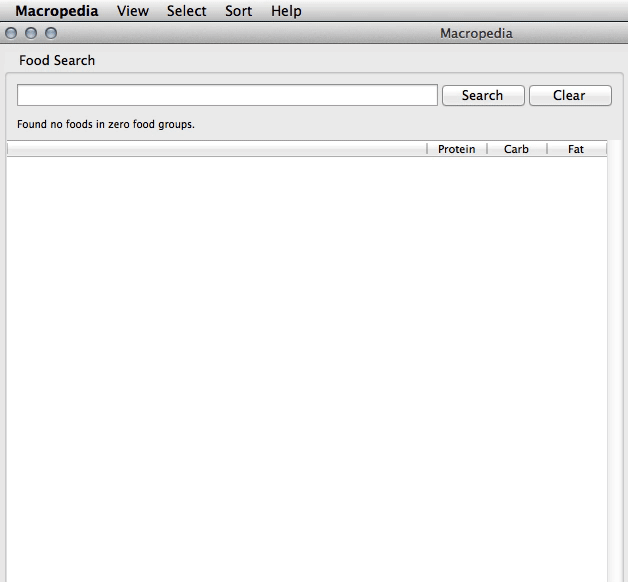 Macropedia View Select Sort Help
Macropedia
Food Search
Search Clear
Found no foods in zero food groups.
Protein Carb Fat